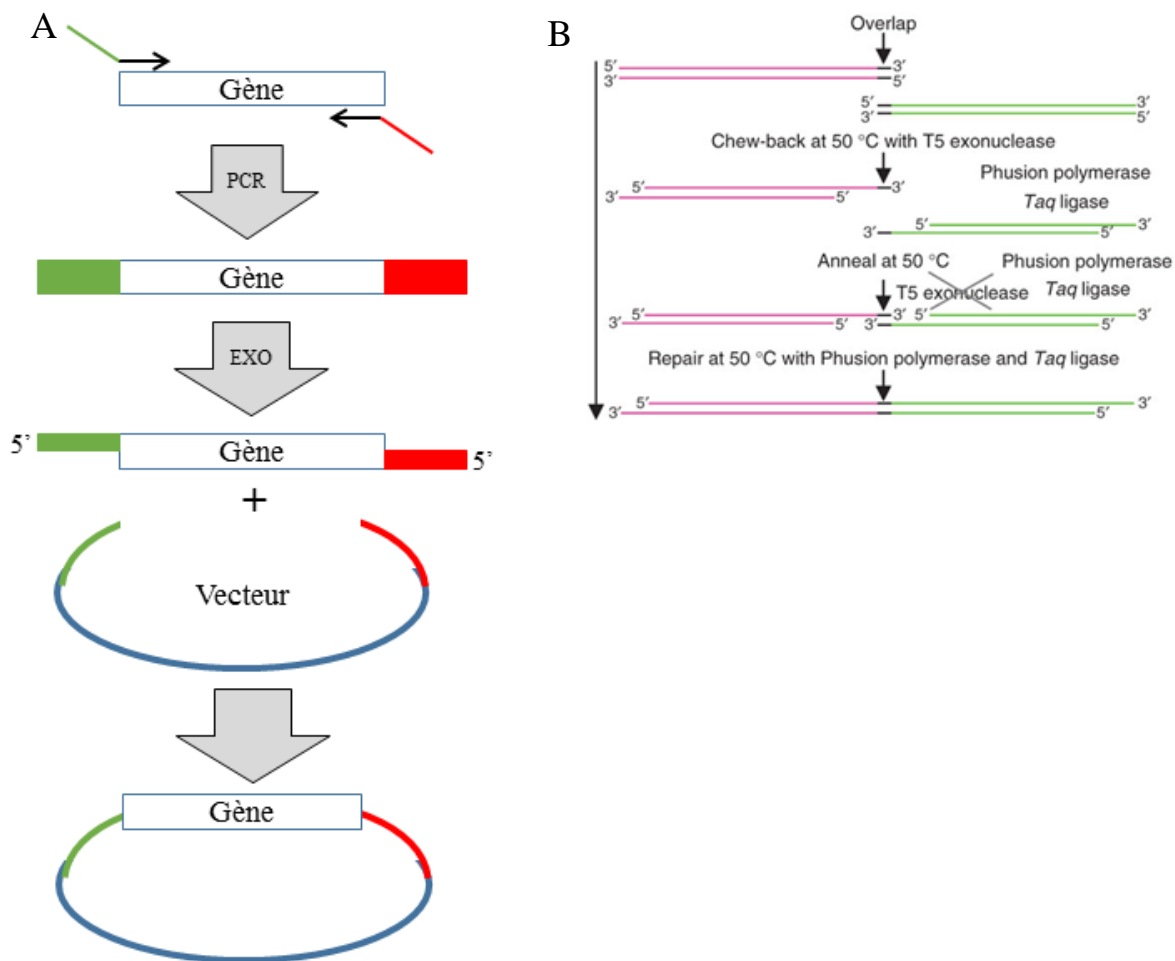 A
Gène
PCR
Gène
EXO
5’ Gène 5’
+
Vecteur
Gène
B
Overlap
5′ 3′
3′ 5′
5′ 3′
3′ 5′
Chew-back at 50 °C with T5 exonuclease
5′ 3′
3′ 5′
Phusion polymerase
Taq ligase
5′ 3′
3′ 5′
Anneal at 50 °C Phusion polymerase
T5 exonuclease Taq ligase
5′ 3′ 5′ 3′
3′ 5′ 3′ 5′
Repair at 50 °C with Phusion polymerase and Taq ligase
5′ 3′
3′ 5′